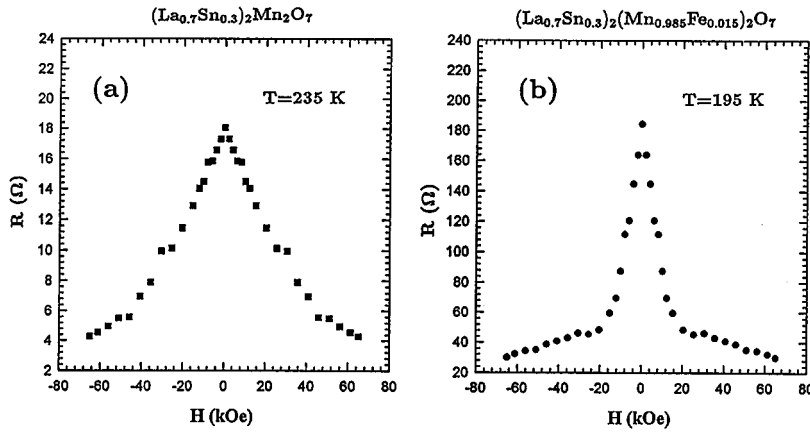 (La0.7Sn0.3)2Mn2O7
24
22
20
18
16
14
12
10
8
6
4
2
R (Ω)
(a)
T=235 K
-80 -60 -40 -20 0 20 40 60 80
H (kOe)
(La0.7Sn0.3)2(Mn0.985Fe0.015)2O7
240
220
200
180
160
140
120
100
80
60
40
20
R (Ω)
(b)
T=195 K
-80 -60 -40 -20 0 20 40 60 80
H (kOe)